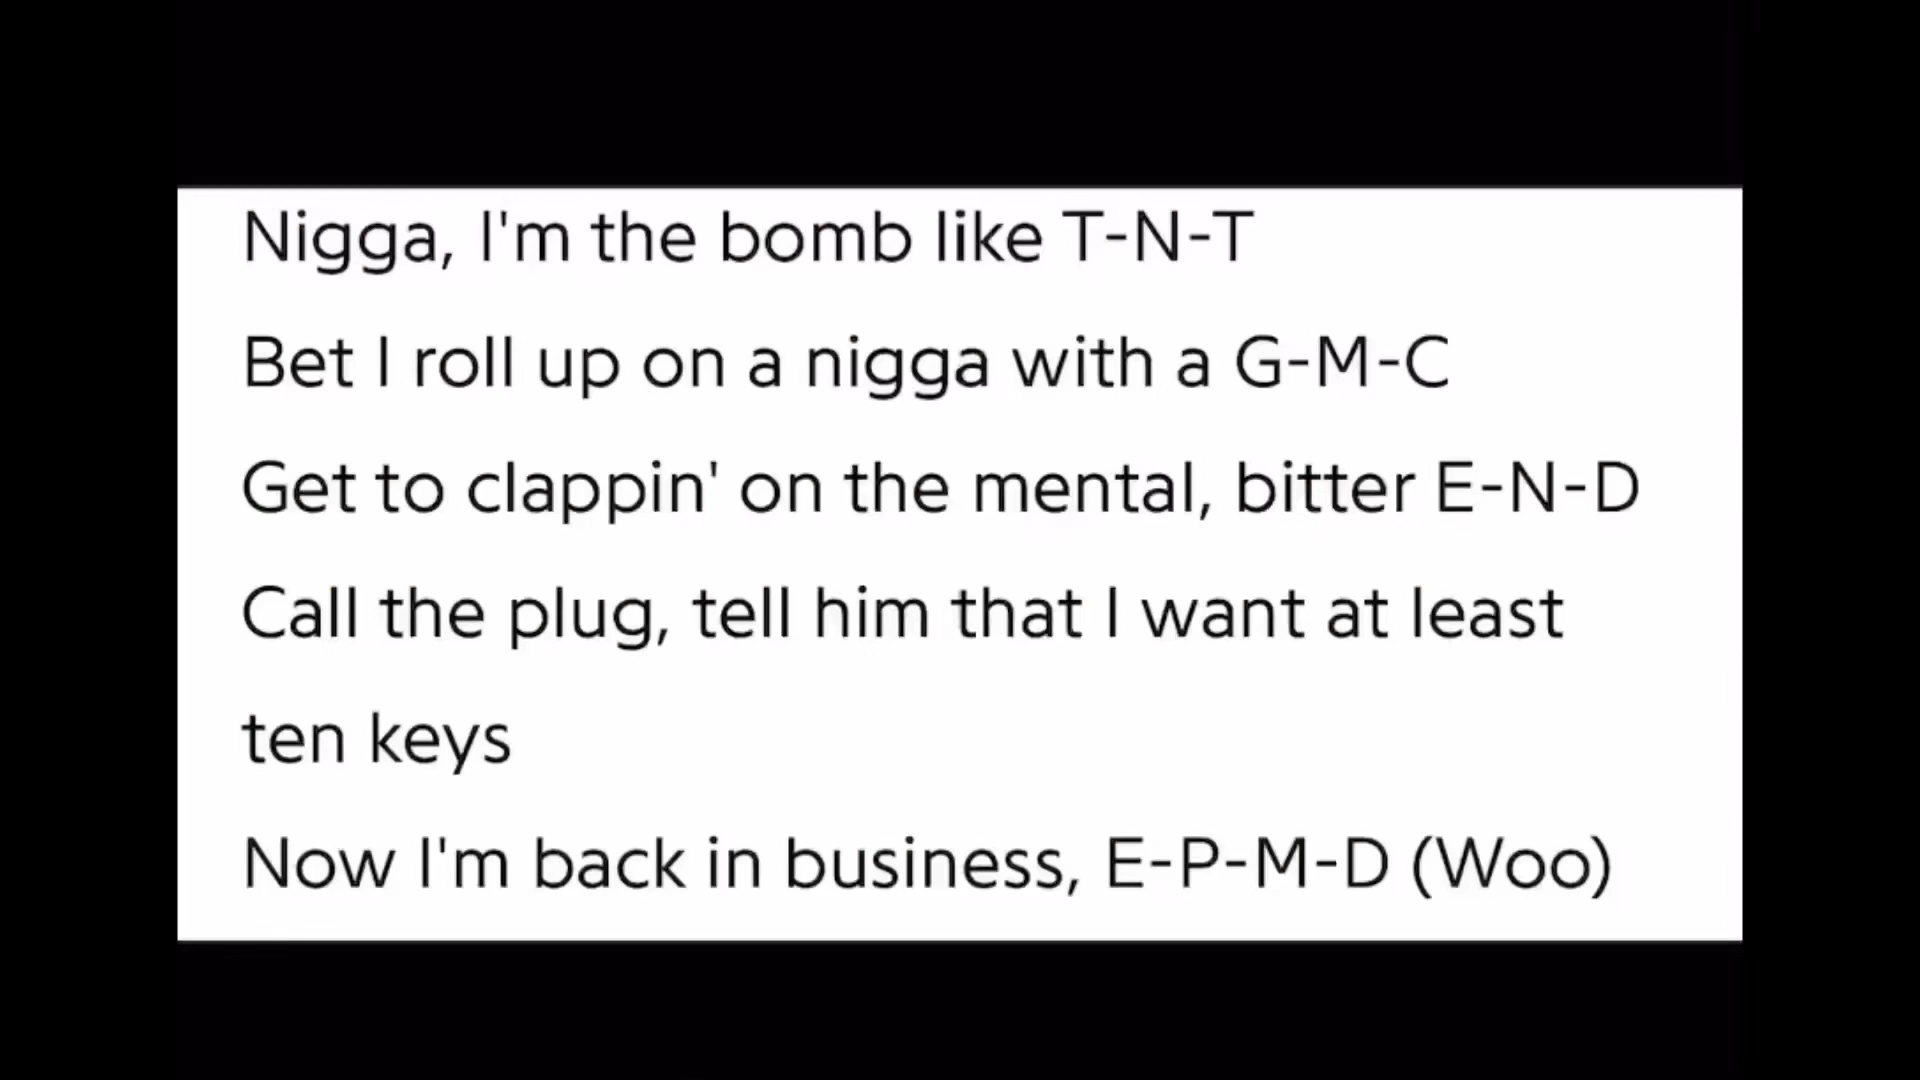 Nigga, I'm the bomb like T-N-T
Bet I roll up on a nigga with a G-M-C
Get to clappin' on the mental, bitter E-N-D
Call the plug, tell him that I want at least
ten keys
Now I'm back in business, E-P-M-D (Woo)